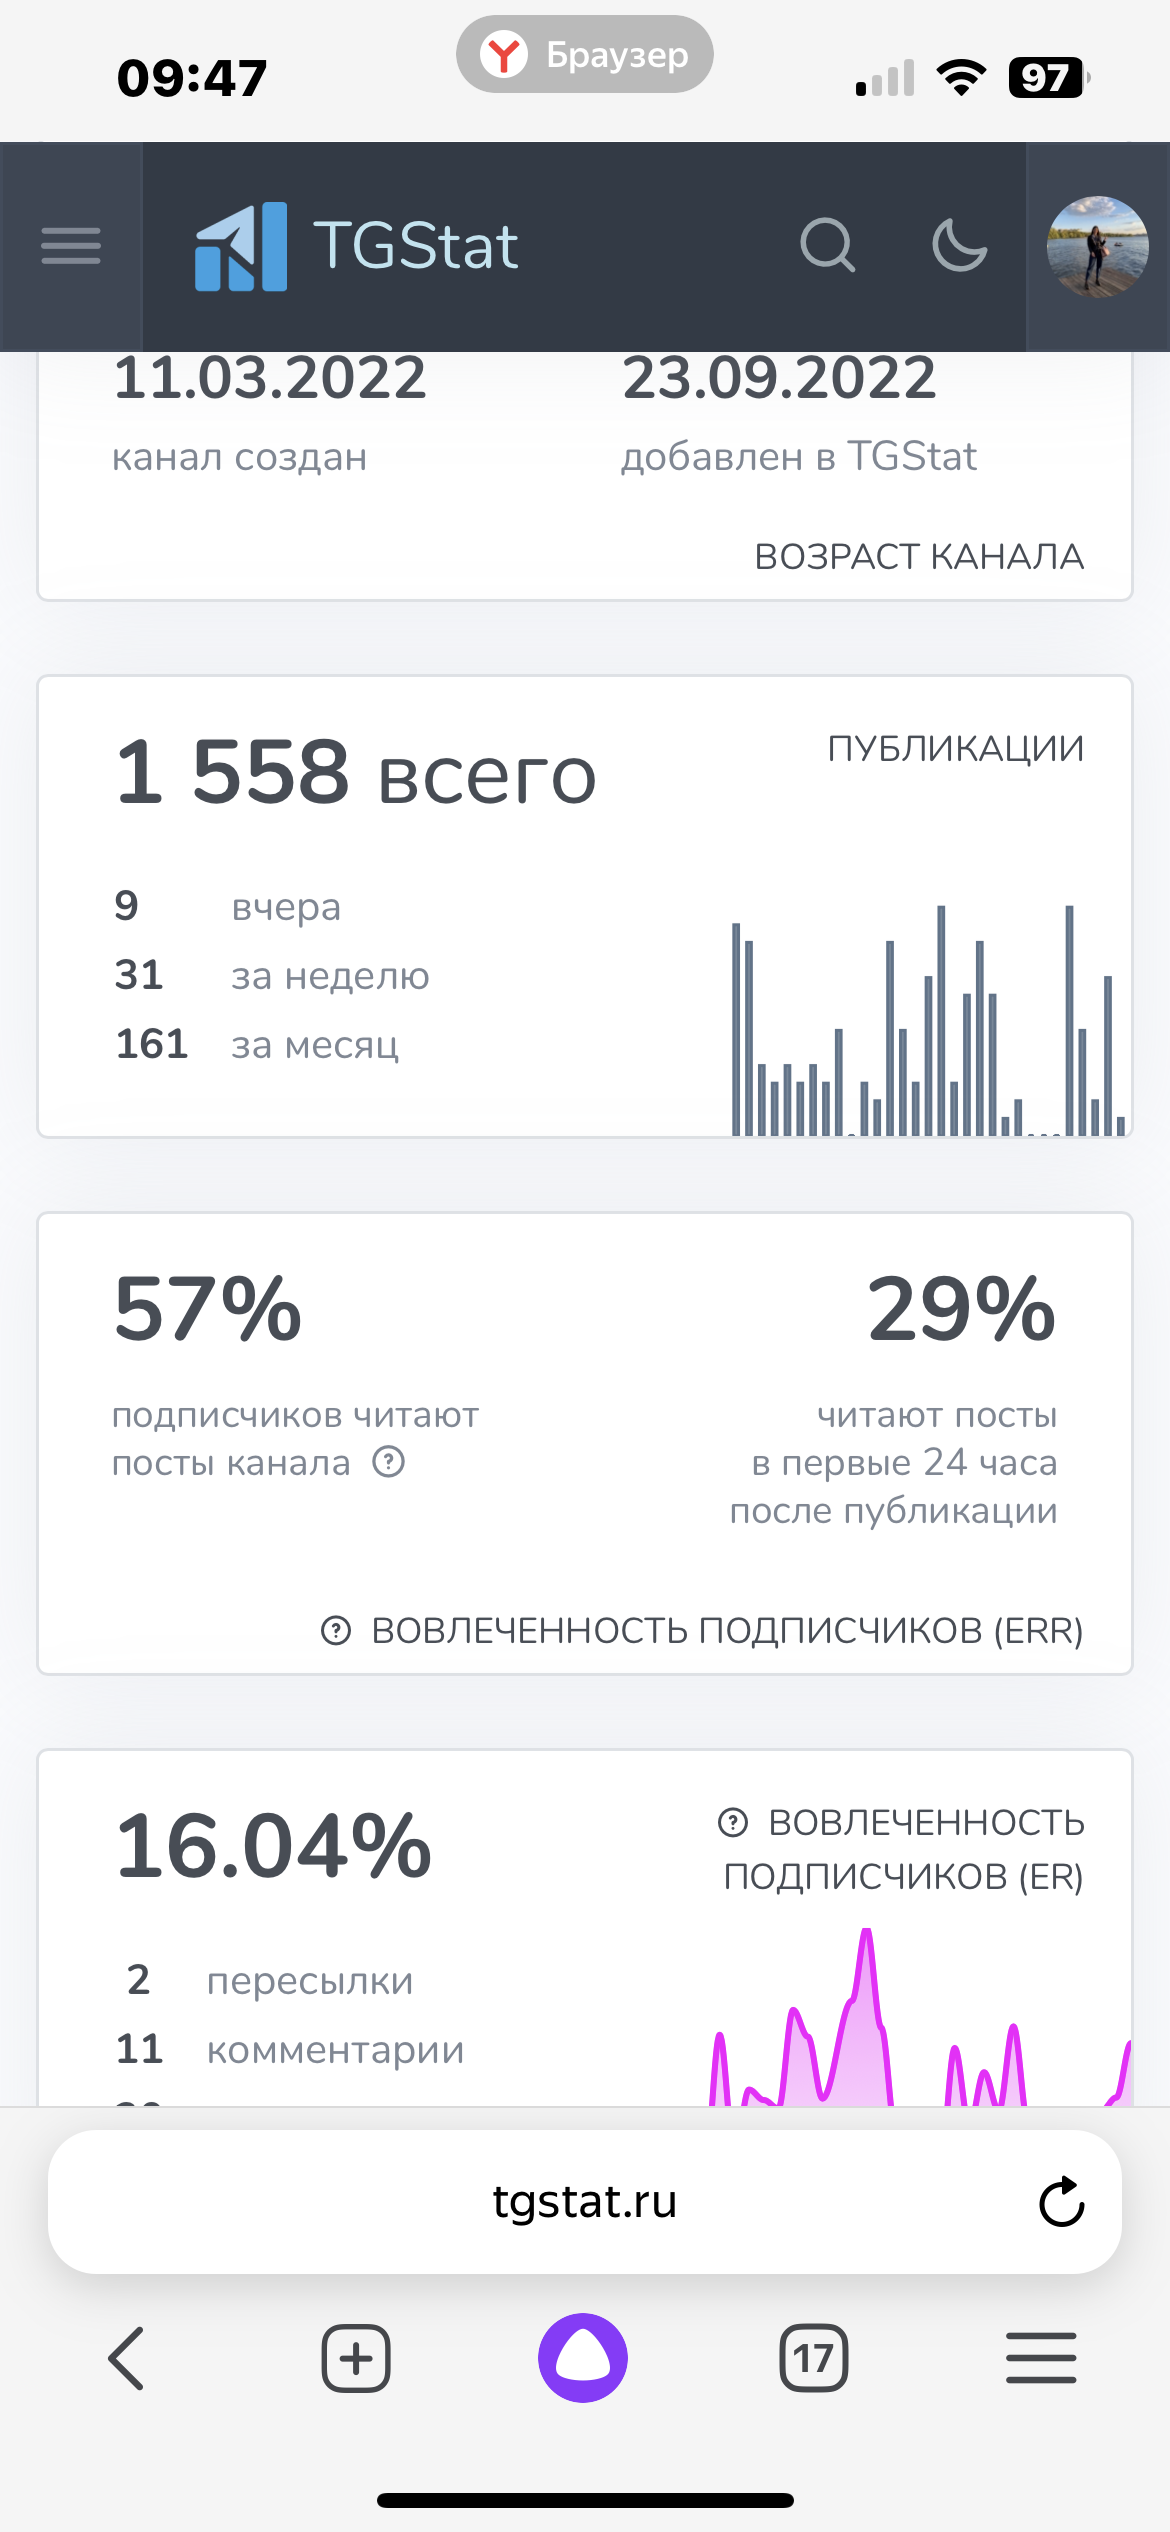 09:47
Браузер
97
TGStat
11.03.2022
23.09.2022
канал создан
добавлен в TGStat
ВОЗРАСТ КАНАЛА
1 558 всего
ПУБЛИКАЦИИ
9 вчера
31 за неделю
161 за месяц
57%
29%
подписчиков читают
посты канала ?
читают посты
в первые 24 часа
после публикации
? ВОВЛЕЧЕННОСТЬ ПОДПИСЧИКОВ (ERR)
16.04%
? ВОВЛЕЧЕННОСТЬ
ПОДПИСЧИКОВ (ER)
2 пересылки
11 комментарии
tgstat.ru
17